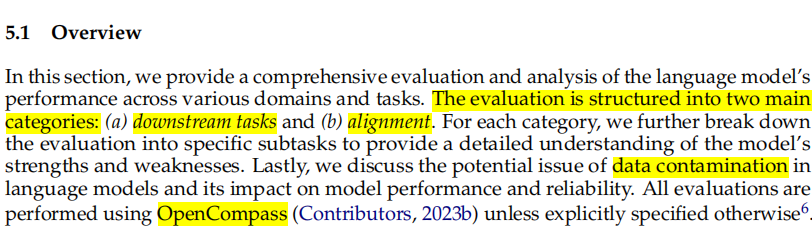 5.1 Overview
In this section, we provide a comprehensive evaluation and analysis of the language model's
performance across various domains and tasks. The evaluation is structured into two main
categories: (a) downstream tasks and (b) alignment. For each category, we further break down
the evaluation into specific subtasks to provide a detailed understanding of the model's
strengths and weaknesses. Lastly, we discuss the potential issue of data contamination in
language models and its impact on model performance and reliability. All evaluations are
performed using OpenCompass (Contributors, 2023b) unless explicitly specified otherwise⁶.